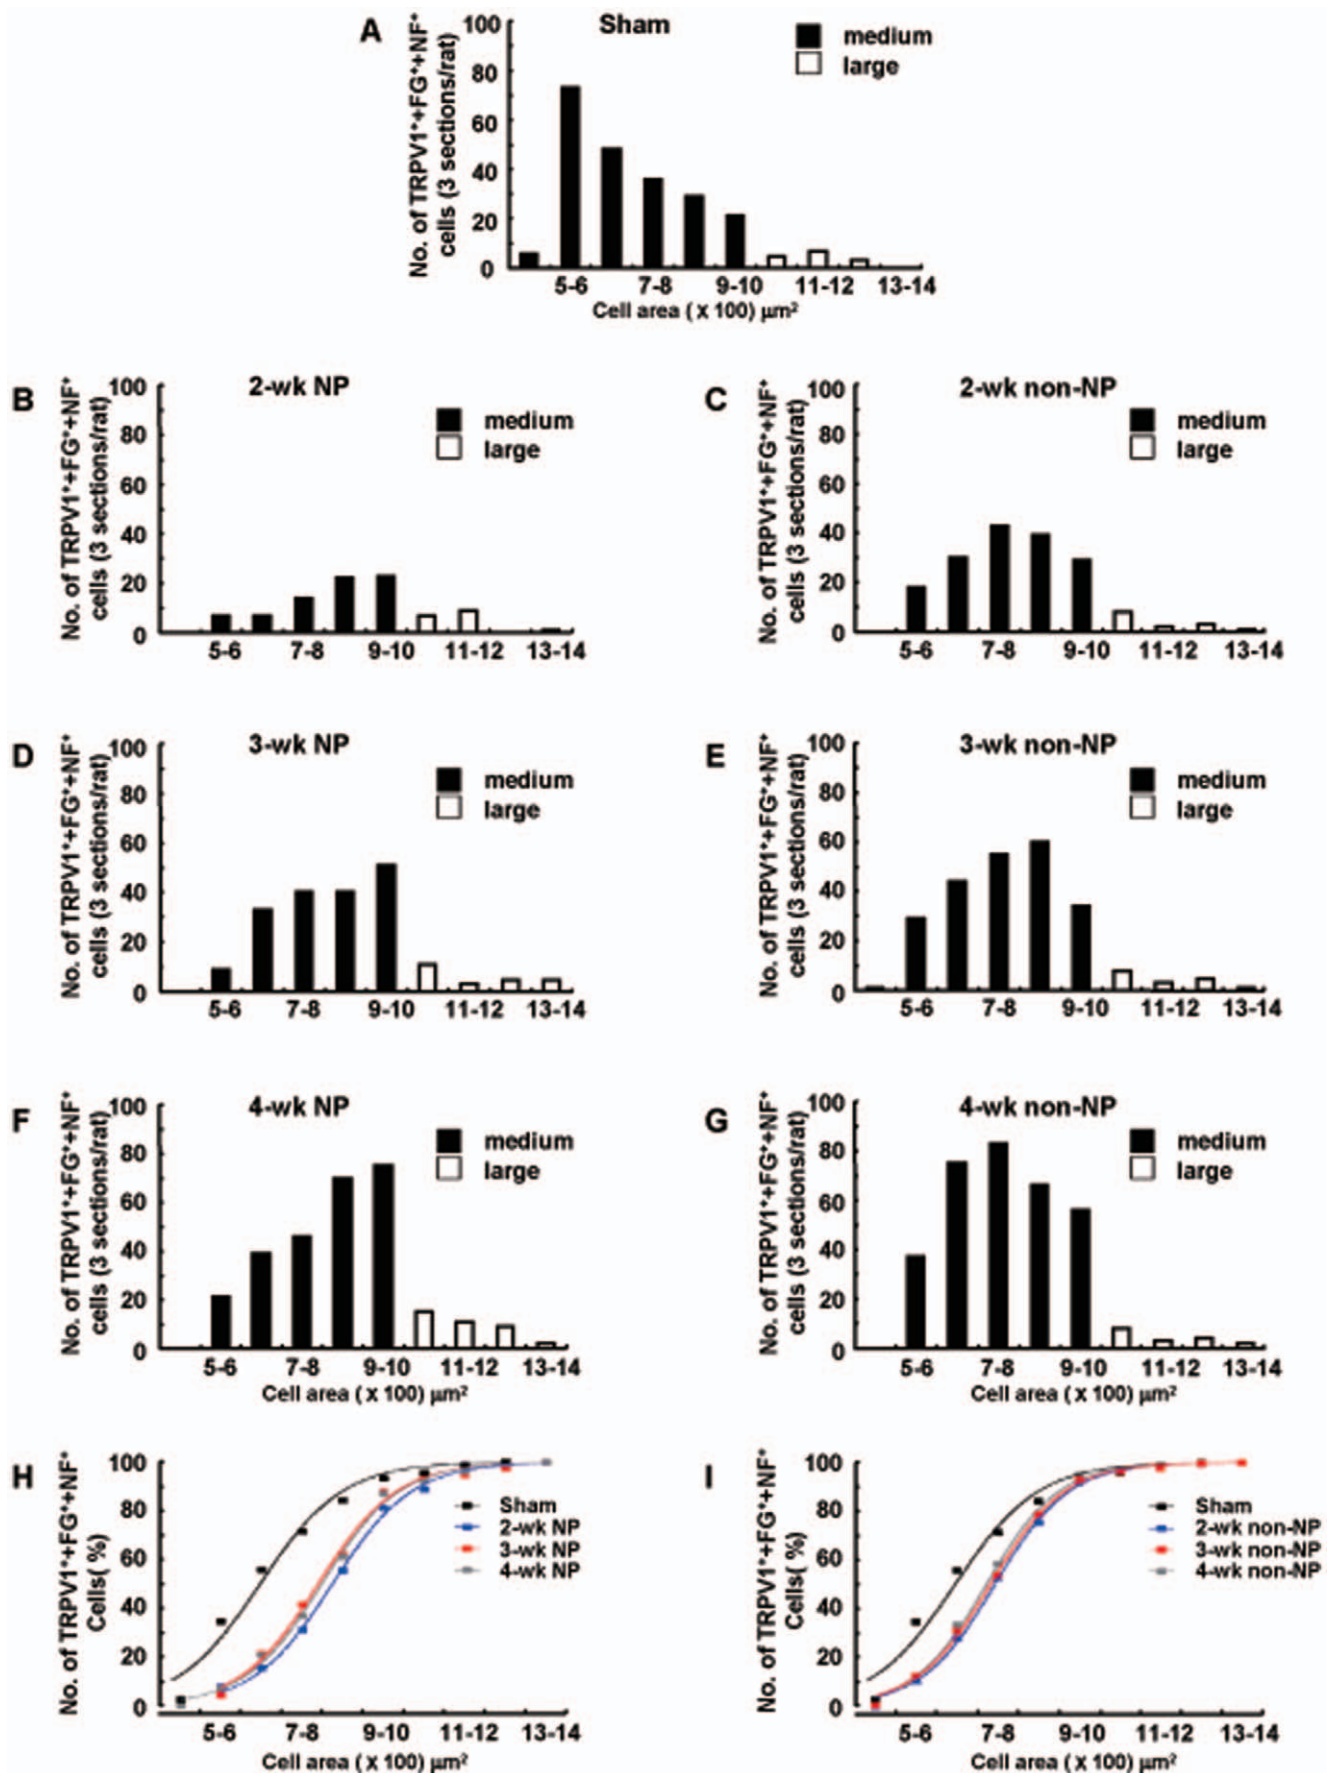 A
Sham
No. of TRPV1⁺+FG⁺+NF⁺
cells (3 sections/rat)
100
80
60
40
20
0
medium
large
5-6 7-8 9-10 11-12 13-14
Cell area ( x 100) µm²
B
2-wk NP
No. of TRPV1⁺+FG⁺+NF⁺
cells (3 sections/rat)
100
80
60
40
20
0
medium
large
5-6 7-8 9-10 11-12 13-14
C
2-wk non-NP
No. of TRPV1⁺+FG⁺+NF⁺
cells (3 sections/rat)
100
80
60
40
20
0
medium
large
5-6 7-8 9-10 11-12 13-14
D
3-wk NP
No. of TRPV1⁺+FG⁺+NF⁺
cells (3 sections/rat)
100
80
60
40
20
0
medium
large
5-6 7-8 9-10 11-12 13-14
E
3-wk non-NP
No. of TRPV1⁺+FG⁺+NF⁺
cells (3 sections/rat)
100
80
60
40
20
0
medium
large
5-6 7-8 9-10 11-12 13-14
F
4-wk NP
No. of TRPV1⁺+FG⁺+NF⁺
cells (3 sections/rat)
100
80
60
40
20
0
medium
large
5-6 7-8 9-10 11-12 13-14
Cell area ( x 100) µm²
G
4-wk non-NP
No. of TRPV1⁺+FG⁺+NF⁺
cells (3 sections/rat)
100
80
60
40
20
0
medium
large
5-6 7-8 9-10 11-12 13-14
Cell area ( x 100) µm²
H
No. of TRPV1⁺+FG⁺+NF⁺
Cells( %)
100
80
60
40
20
0
Sham
2-wk NP
3-wk NP
4-wk NP
5-6 7-8 9-10 11-12 13-14
Cell area ( x 100) µm²
I
No. of TRPV1⁺+FG⁺+NF⁺
Cells( %)
100
80
60
40
20
0
Sham
2-wk non-NP
3-wk non-NP
4-wk non-NP
5-6 7-8 9-10 11-12 13-14
Cell area ( x 100) µm²